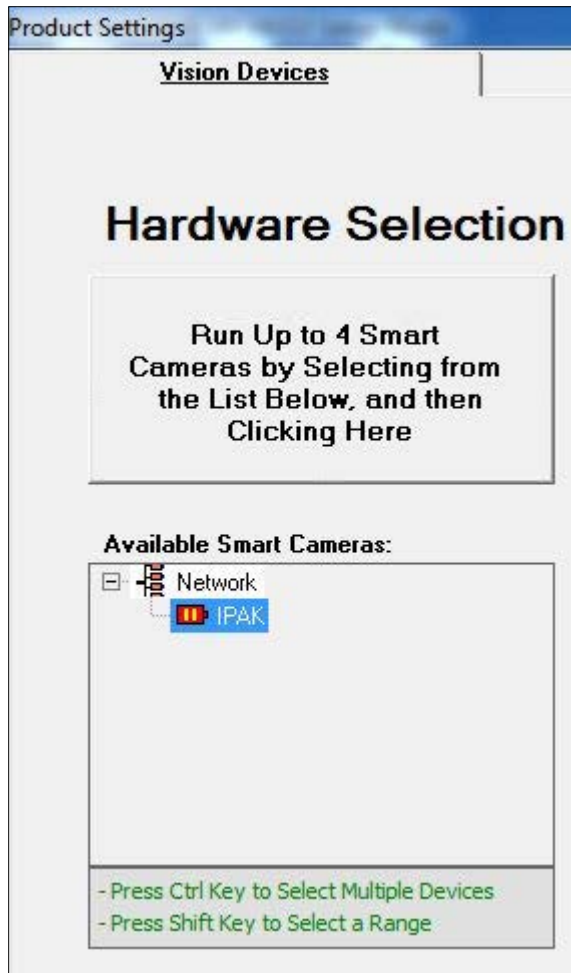 Product Settings
Vision Devices
Hardware Selection
Run Up to 4 Smart
Cameras by Selecting from
the List Below, and then
Clicking Here
Available Smart Cameras:
Network
IPAK
- Press Ctrl Key to Select Multiple Devices
- Press Shift Key to Select a Range